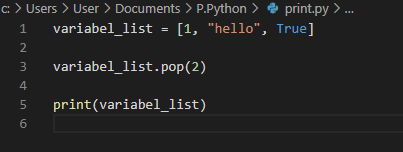 c: > Users > User > Documents > P.Python > print.py > ...
1 variabel_list = [1, "hello", True]
2
3 variabel_list.pop(2)
4
5 print(variabel_list)
6